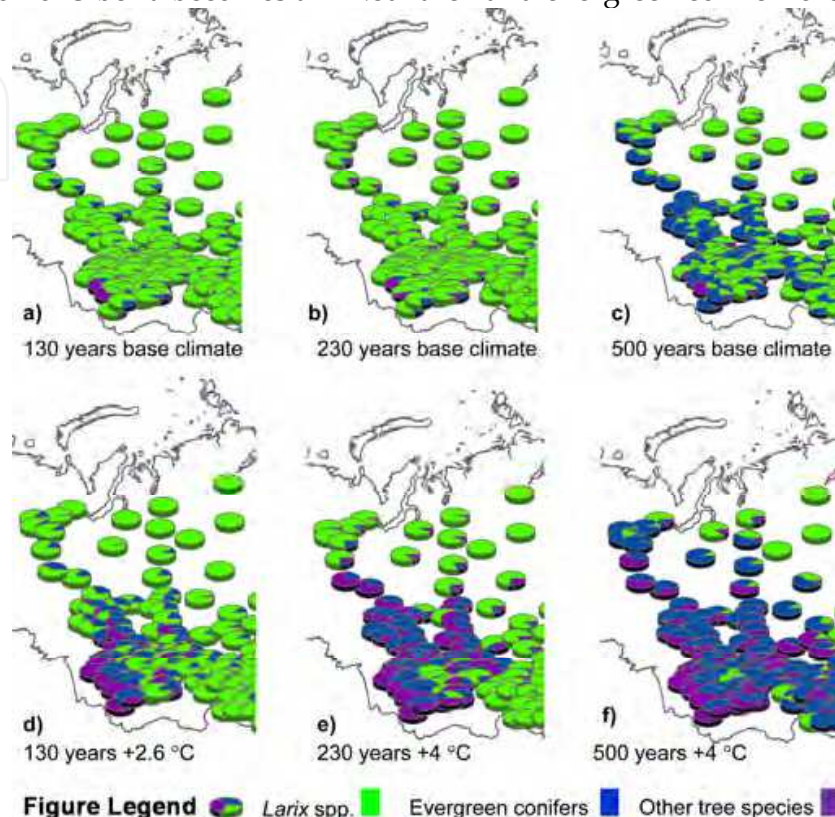 a)
b)
c)
130 years base climate
230 years base climate
500 years base climate
d)
e)
f)
130 years +2.6 °C
230 years +4 °C
500 years +4 °C
Figure Legend Larix spp. Evergreen conifers Other tree species